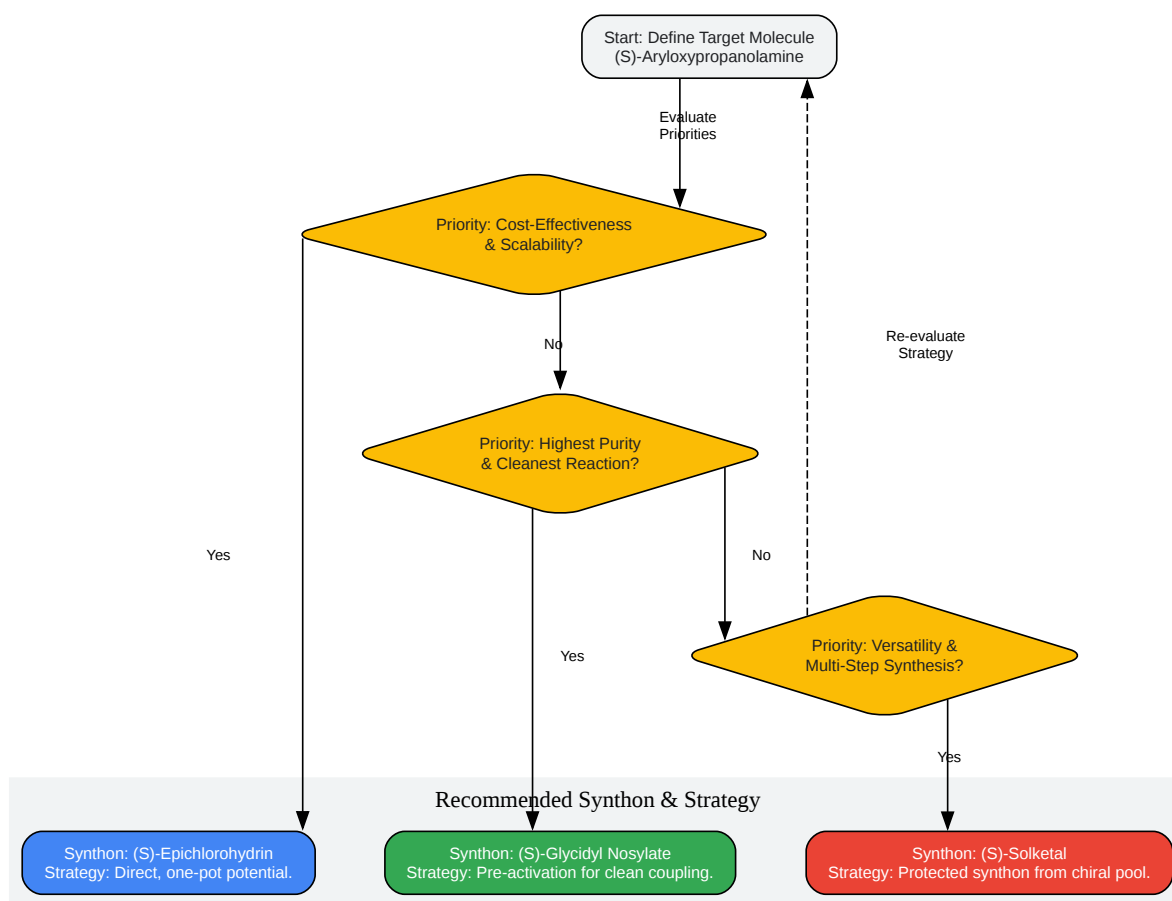 Start: Define Target Molecule
(S)-Aryloxypropanolamine
Evaluate
Priorities
Priority: Cost-Effectiveness
& Scalability?
No
Re-evaluate
Strategy
Priority: Highest Purity
& Cleanest Reaction?
Yes
No
Yes
Priority: Versatility &
Multi-Step Synthesis?
Yes
Recommended Synthon & Strategy
Synthon: (S)-Epichlorohydrin
Strategy: Direct, one-pot potential.
Synthon: (S)-Glycidyl Nosylate
Strategy: Pre-activation for clean coupling.
Synthon: (S)-Solketal
Strategy: Protected synthon from chiral pool.